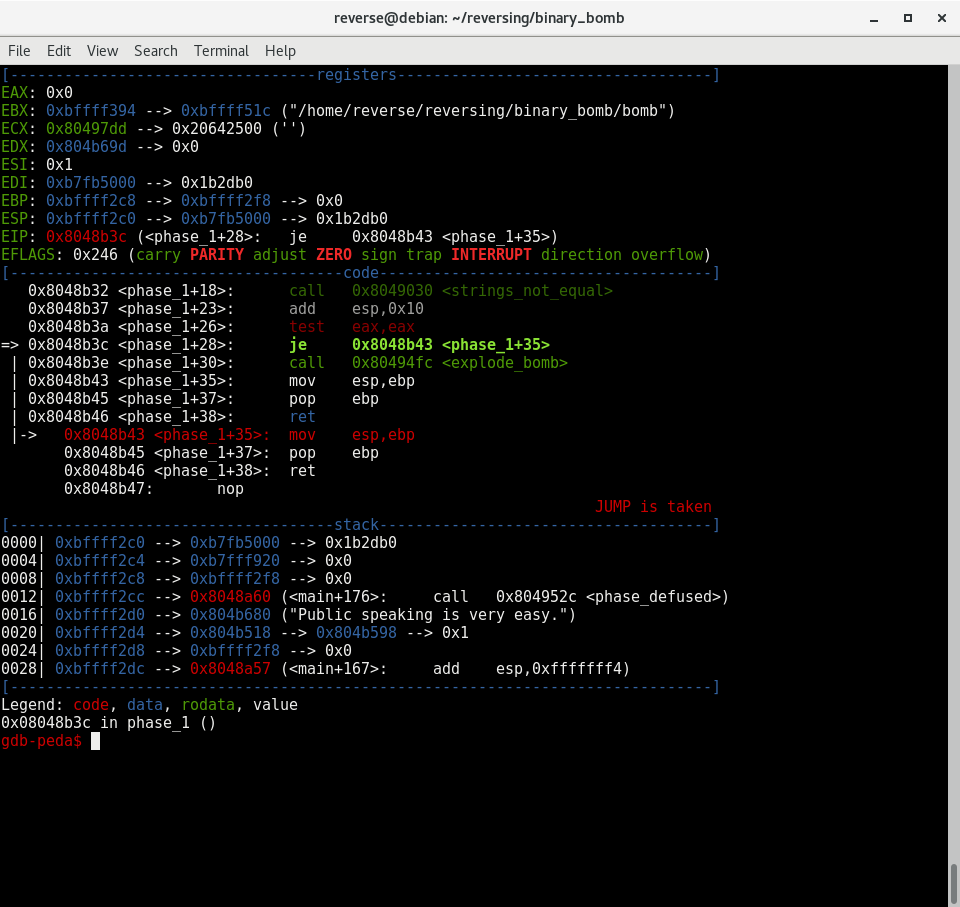 reverse@debian: ~/reversing/binary_bomb
File Edit View Search Terminal Help
[----------------------------------registers-----------------------------------]
EAX: 0x0
EBX: 0xbffff394 --> 0xbffff51c ("/home/reverse/reversing/binary_bomb/bomb")
ECX: 0x80497dd --> 0x20642500 ('')
EDX: 0x804b69d --> 0x0
ESI: 0x1
EDI: 0xb7fb5000 --> 0x1b2db0
EBP: 0xbffff2c8 --> 0xbffff2f8 --> 0x0
ESP: 0xbffff2c0 --> 0xb7fb5000 --> 0x1b2db0
EIP: 0x8048b3c (<phase_1+28>:	je     0x8048b43 <phase_1+35>)
EFLAGS: 0x246 (carry PARITY adjust ZERO sign trap INTERRUPT direction overflow)
[-------------------------------------code-------------------------------------]
   0x8048b32 <phase_1+18>:	call   0x8049030 <strings_not_equal>
   0x8048b37 <phase_1+23>:	add    esp,0x10
   0x8048b3a <phase_1+26>:	test   eax,eax
=> 0x8048b3c <phase_1+28>:	je     0x8048b43 <phase_1+35>
 | 0x8048b3e <phase_1+30>:	call   0x80494fc <explode_bomb>
 | 0x8048b43 <phase_1+35>:	mov    esp,ebp
 | 0x8048b45 <phase_1+37>:	pop    ebp
 | 0x8048b46 <phase_1+38>:	ret
 |->   0x8048b43 <phase_1+35>:	mov    esp,ebp
       0x8048b45 <phase_1+37>:	pop    ebp
       0x8048b46 <phase_1+38>:	ret
       0x8048b47:	nop
                                                                  JUMP is taken
[------------------------------------stack-------------------------------------]
0000| 0xbffff2c0 --> 0xb7fb5000 --> 0x1b2db0
0004| 0xbffff2c4 --> 0xb7fff920 --> 0x0
0008| 0xbffff2c8 --> 0xbffff2f8 --> 0x0
0012| 0xbffff2cc --> 0x8048a60 (<main+176>:	call   0x804952c <phase_defused>)
0016| 0xbffff2d0 --> 0x804b680 ("Public speaking is very easy.")
0020| 0xbffff2d4 --> 0x804b518 --> 0x804b598 --> 0x1
0024| 0xbffff2d8 --> 0xbffff2f8 --> 0x0
0028| 0xbffff2dc --> 0x8048a57 (<main+167>:	add    esp,0xfffffff4)
[------------------------------------------------------------------------------]
Legend: code, data, rodata, value
0x08048b3c in phase_1 ()
gdb-peda$